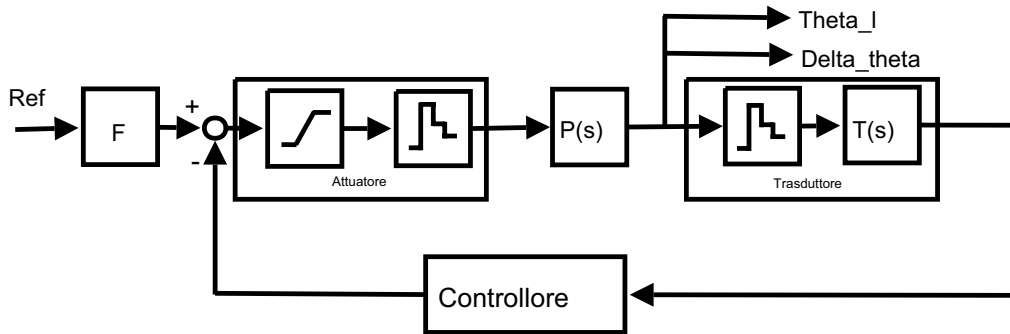 Theta_l
Delta_theta
Ref
+
F
-
Attuatore
P(s)
T(s)
Trasduttore
Controllore